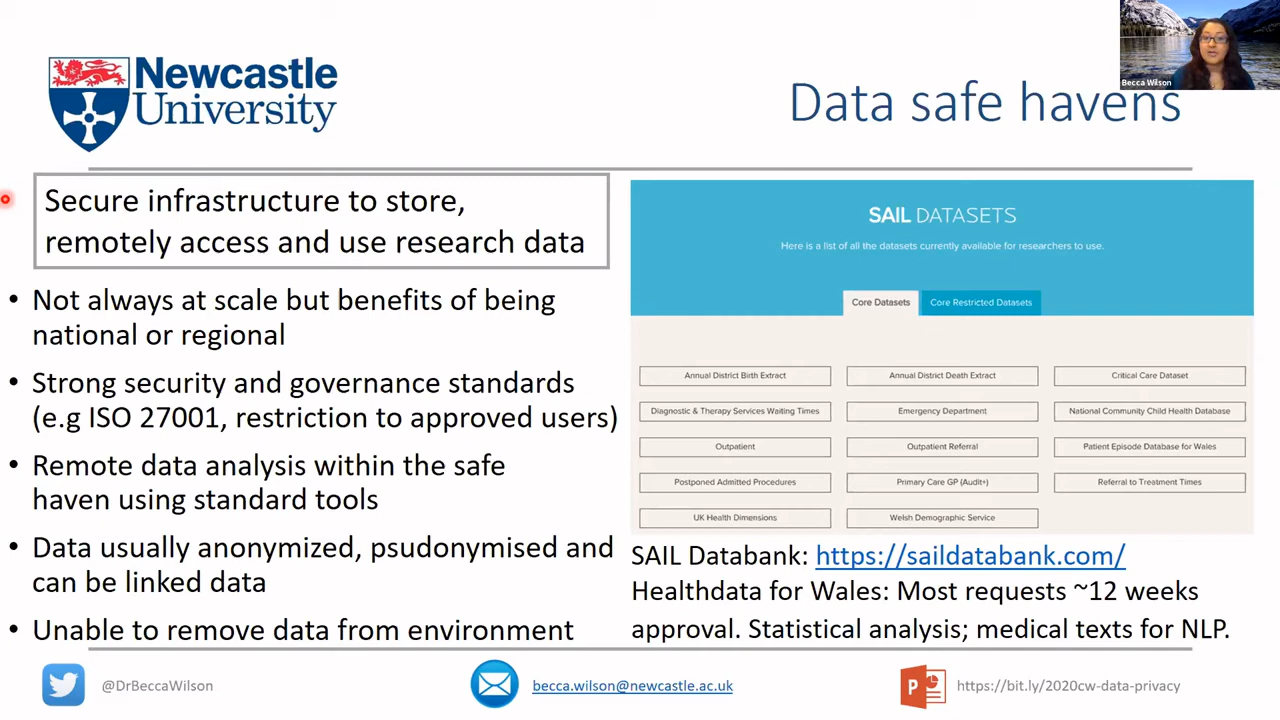 Newcastle
University
Data safe havens
Becca Wilson
Secure infrastructure to store,
remotely access and use research data
• Not always at scale but benefits of being
national or regional
• Strong security and governance standards
(e.g ISO 27001, restriction to approved users)
• Remote data analysis within the safe
haven using standard tools
• Data usually anonymized, psudonymised and
can be linked data
• Unable to remove data from environment
SAIL DATASETS
Here is a list of all the datasets currently available for researchers to use.
Core Datasets Core Restricted Datasets
Annual District Birth Extract Annual District Death Extract Critical Care Dataset
Diagnostic & Therapy Services Waiting Times Emergency Department National Community Child Health Database
Outpatient Outpatient Referral Patient Episode Database for Wales
Postponed Admitted Procedures Primary Care GP (Audit+) Referral to Treatment Times
UK Health Dimensions Welsh Demographic Service
SAIL Databank: https://saildatabank.com/
Healthdata for Wales: Most requests ~12 weeks
approval. Statistical analysis; medical texts for NLP.
@DrBeccaWilson becca.wilson@newcastle.ac.uk P https://bit.ly/2020cw-data-privacy